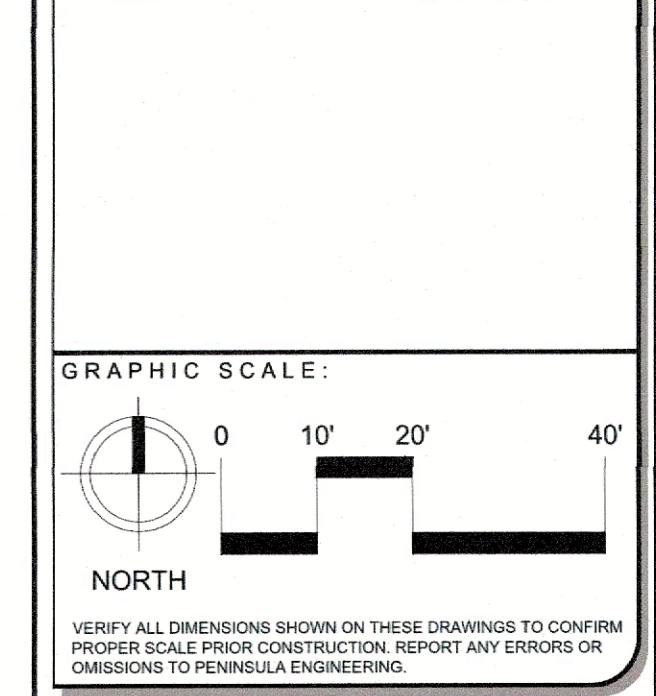 GRAPHIC SCALE:
0 10' 20' 40'
NORTH
VERIFY ALL DIMENSIONS SHOWN ON THESE DRAWINGS TO CONFIRM
PROPER SCALE PRIOR CONSTRUCTION. REPORT ANY ERRORS OR
OMISSIONS TO PENINSULA ENGINEERING.